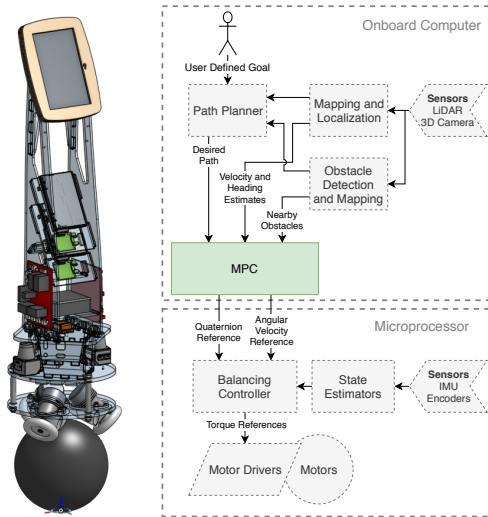 Onboard Computer
User Defined Goal
Path Planner
Mapping and
Localization
Sensors
LiDAR
3D Camera
Desired
Path
Velocity and
Heading
Estimates
Obstacle
Detection
and Mapping
Nearby
Obstacles
MPC
Microprocessor
Quaternion
Reference
Angular
Velocity
Reference
Balancing
Controller
State
Estimators
Sensors
IMU
Encoders
Torque References
Motor Drivers
Motors